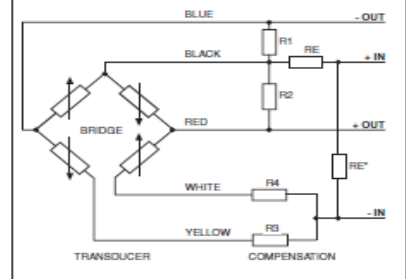 BLUE - OUT
R1
BLACK RE + IN
R2
BRIDGE RED + OUT
RE"
WHITE R4
- IN
YELLOW R3
TRANSDUCER COMPENSATION